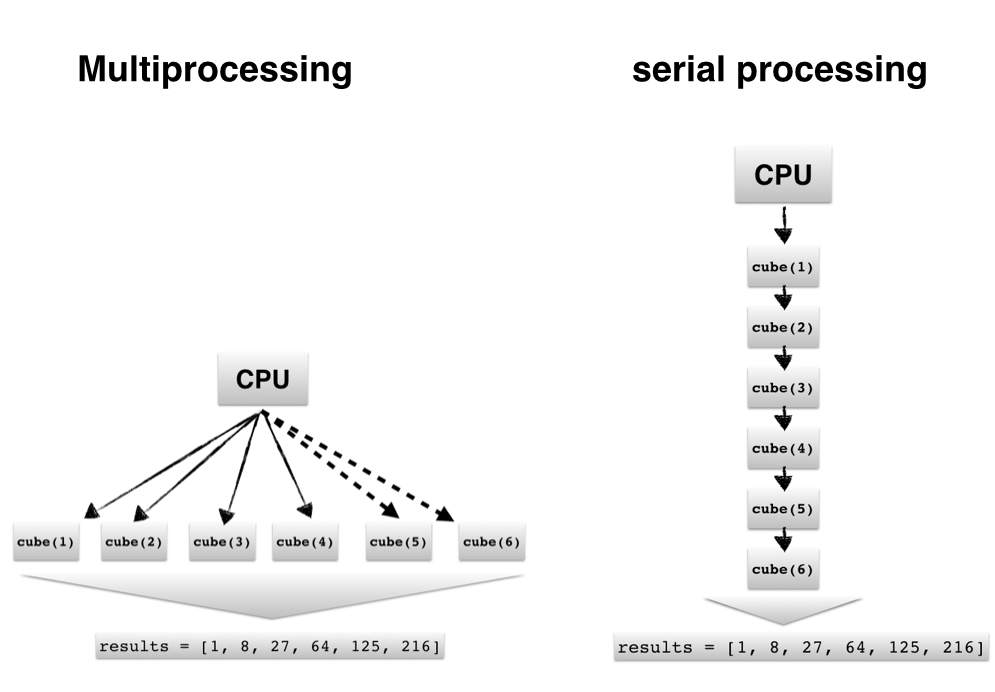 Multiprocessing
CPU
cube(1) cube(2) cube(3) cube(4) cube(5) cube(6)
results = [1, 8, 27, 64, 125, 216]
serial processing
CPU
cube(1)
cube(2)
cube(3)
cube(4)
cube(5)
cube(6)
results = [1, 8, 27, 64, 125, 216]